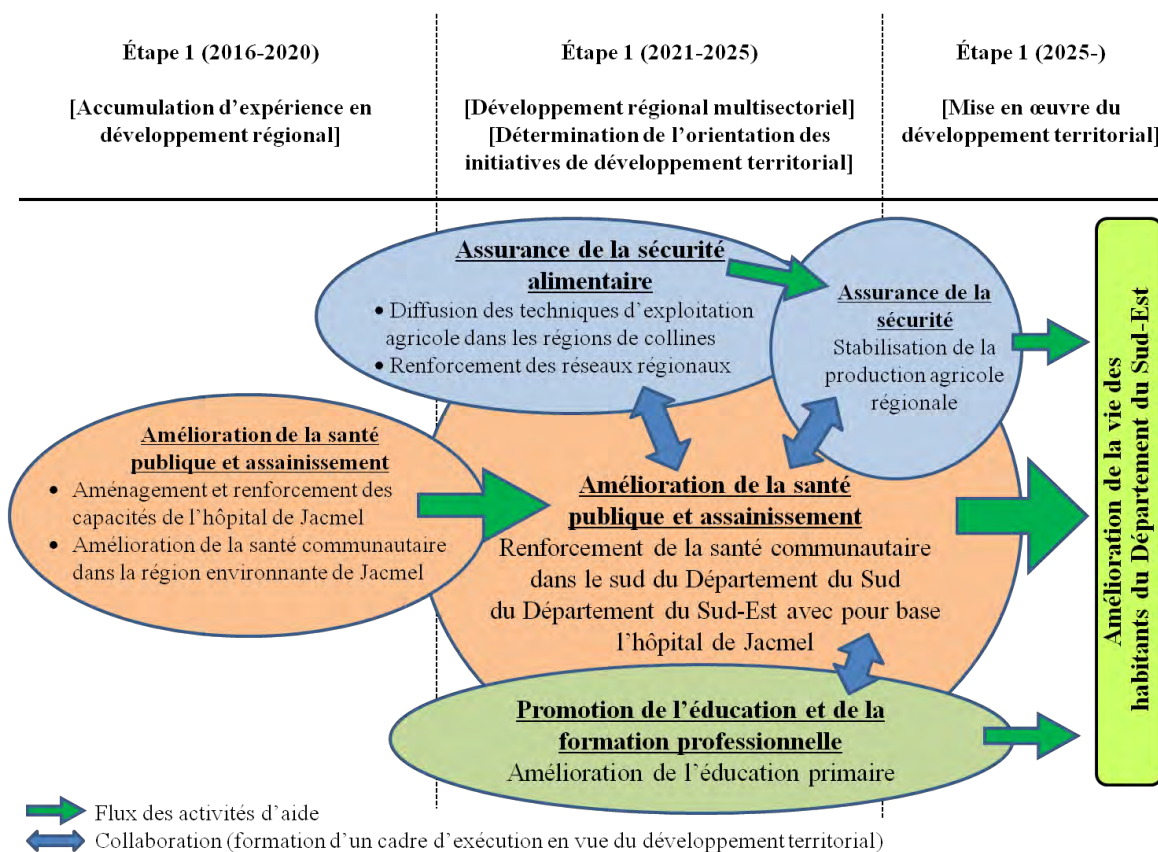 Étape 1 (2016-2020)
[Accumulation d'expérience en
développement régional]
Étape 1 (2021-2025)
[Développement régional multisectoriel]
[Détermination de l'orientation des
initiatives de développement territorial]
Étape 1 (2025-)
[Mise en œuvre du
développement territorial]
Assurance de la sécurité
alimentaire
• Diffusion des techniques d'exploitation
agricole dans les régions de collines
• Renforcement des réseaux régionaux
Assurance de la
sécurité
Stabilisation de la
production agricole
régionale
Amélioration de la santé
publique et assainissement
• Aménagement et renforcement des
capacités de l'hôpital de Jacmel
• Amélioration de la santé communautaire
dans la région environnante de Jacmel
Amélioration de la santé
publique et assainissement
Renforcement de la santé communautaire
dans le sud du Département du Sud
du Département du Sud-Est avec pour base
l'hôpital de Jacmel
Promotion de l'éducation et de la
formation professionnelle
Amélioration de l'éducation primaire
Amélioration de la vie des
habitants du Département du Sud-Est
Flux des activités d'aide
Collaboration (formation d'un cadre d'exécution en vue du développement territorial)